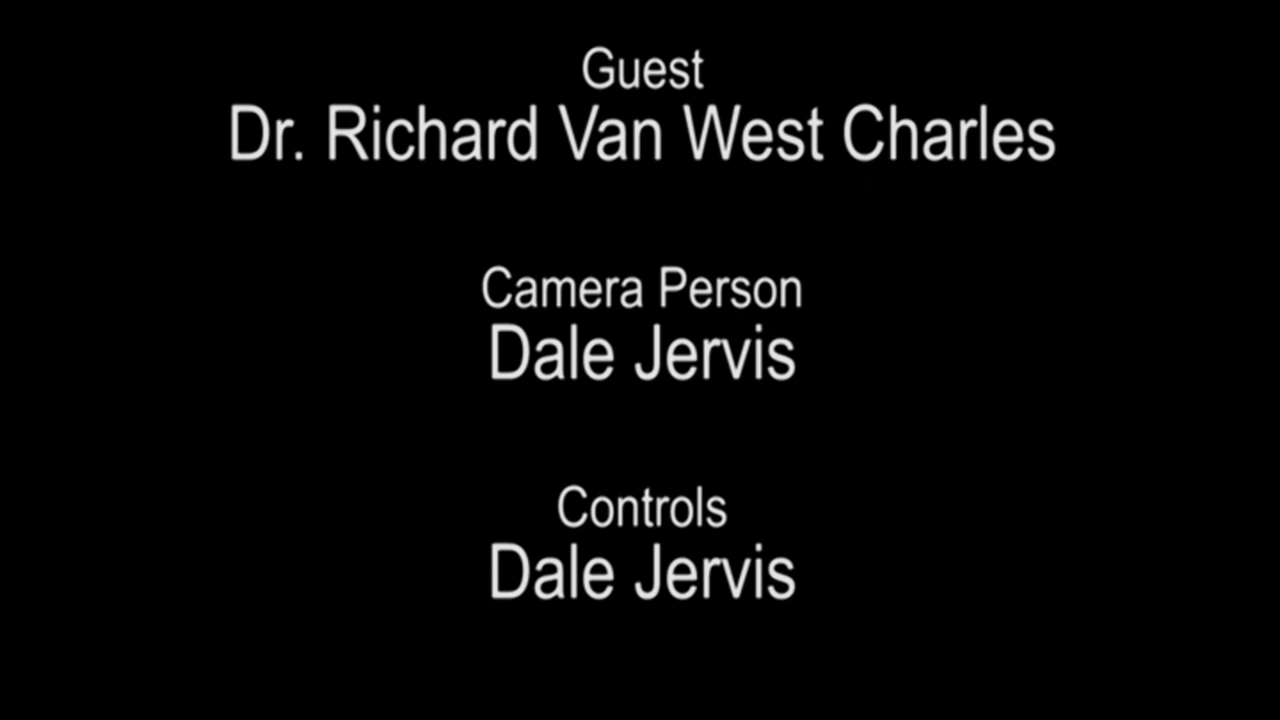 Guest
Dr. Richard Van West Charles
Camera Person
Dale Jervis
Controls
Dale Jervis